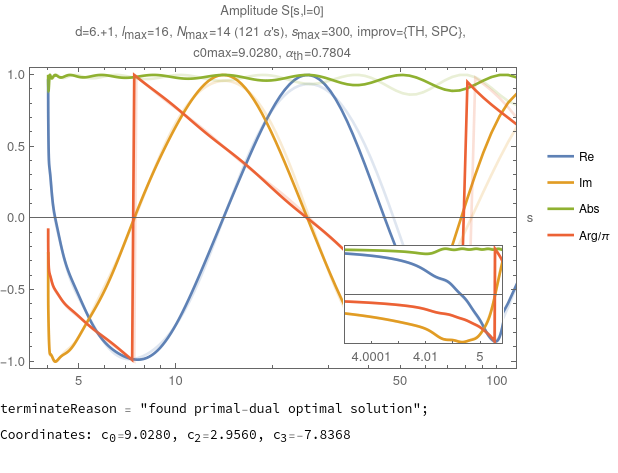 Amplitude S[s,l=0]
d=6.+1, lmax=16, Nmax=14 (121 α's), smax=300, improv={TH, SPC},
c0max=9.0280, αth=0.7804
1.0
0.5
0.0
-0.5
-1.0
s
Re
Im
Abs
Arg/π
4.0001 4.01 5
5 10 50 100
terminateReason = "found primal-dual optimal solution";
Coordinates: c0=9.0280, c2=2.9560, c3=-7.8368